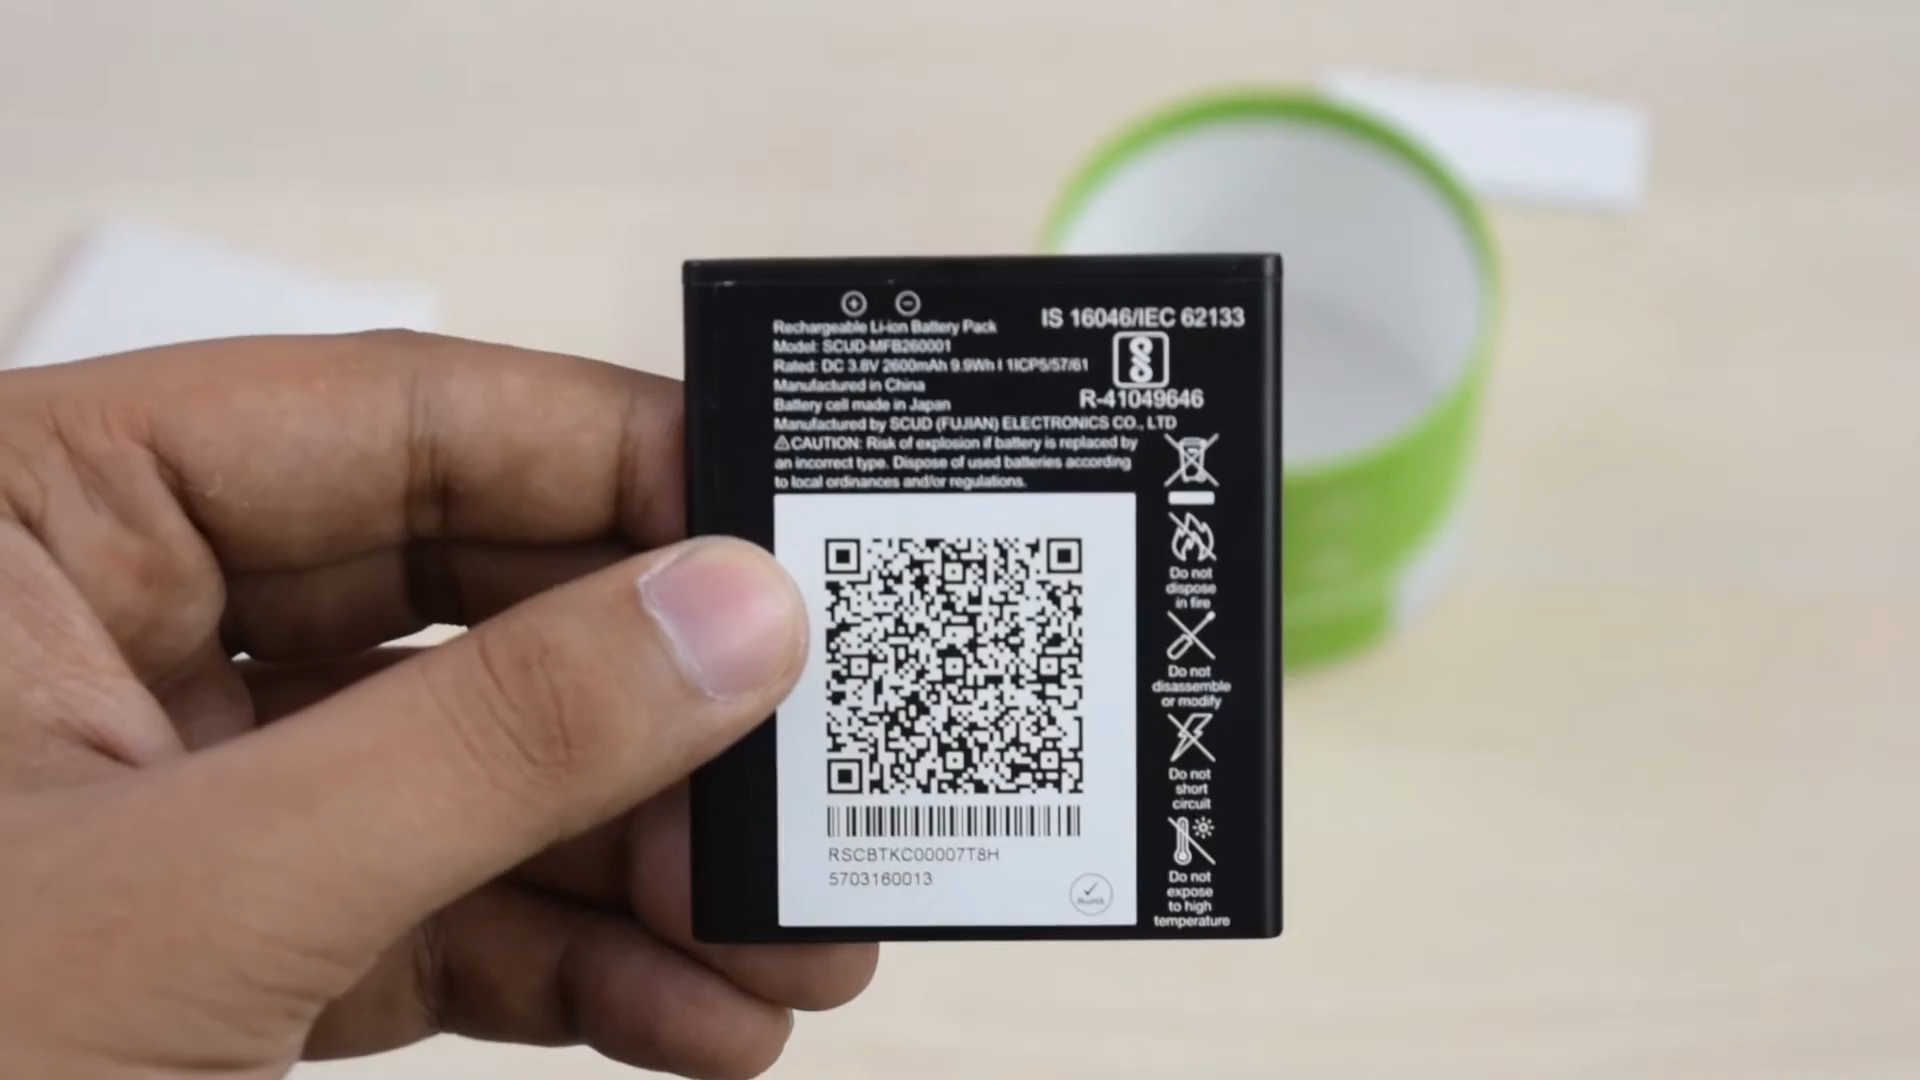 Rechargeable Li-ion Battery Pack
Model: SCUD-MFB260001
Rated: DC 3.8V 2600mAh 9.9Wh I 1ICP5/57/61
Manufactured in China
Battery cell made in Japan
Manufactured by SCUD (FUJIAN) ELECTRONICS CO., LTD
⚠CAUTION: Risk of explosion if battery is replaced by
an incorrect type. Dispose of used batteries according
to local ordinances and/or regulations.
IS 16046/IEC 62133
R-41049646
Do not
dispose
in fire
Do not
disassemble
or modify
Do not
short
circuit
Do not
expose
to high
temperature
RSCBTKC00007T8H
5703160013
RoHS